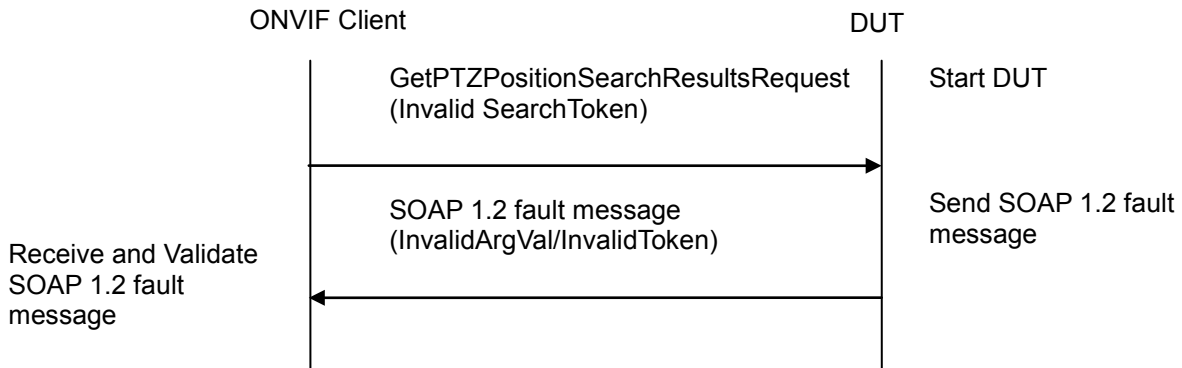 ONVIF Client
DUT
GetPTZPositionSearchResultsRequest
(Invalid SearchToken)
Start DUT
SOAP 1.2 fault message
(InvalidArgVal/InvalidToken)
Send SOAP 1.2 fault
message
Receive and Validate
SOAP 1.2 fault
message